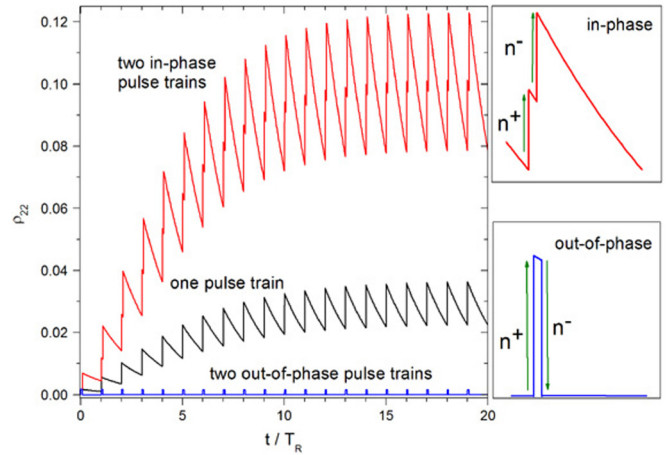 0.12
0.10
0.08
0.06
0.04
0.02
0.00
ρ22
two in-phase
pulse trains
one pulse train
two out-of-phase pulse trains
0 5 10 15 20
t / TR
in-phase
n-
n+
out-of-phase
n+ n-